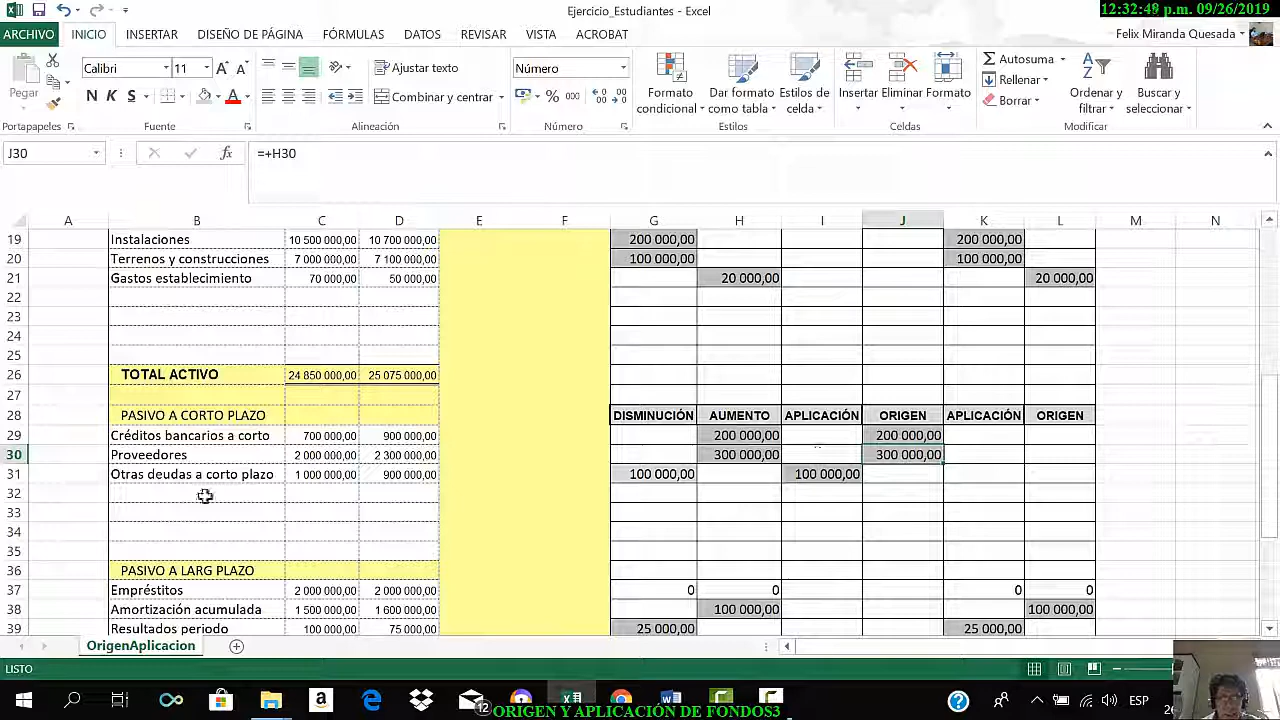 Ejercicio_Estudiantes - Excel
12:32:48 p.m. 09/26/2019
ARCHIVO INICIO INSERTAR DISEÑO DE PÁGINA FÓRMULAS DATOS REVISAR VISTA ACROBAT Felix Miranda Quesada
Pegar
Calibri 11
N K S
Ajustar texto
Combinar y centrar
Número
% 000
Formato condicional
Dar formato como tabla
Estilos de celda
Insertar Eliminar Formato
Autosuma
Rellenar
Borrar
Ordenar y filtrar
Buscar y seleccionar
Portapapeles Fuente Alineación Número Estilos Celdas Modificar
J30 fx =+H30
A B C D E F G H I J K L M N
19 Instalaciones 10 500 000,00 10 700 000,00 200 000,00 200 000,00
20 Terrenos y construcciones 7 000 000,00 7 100 000,00 100 000,00 100 000,00
21 Gastos establecimiento 70 000,00 50 000,00 20 000,00 20 000,00
22
23
24
25
26 TOTAL ACTIVO 24 850 000,00 25 075 000,00
27
28 PASIVO A CORTO PLAZO DISMINUCIÓN AUMENTO APLICACIÓN ORIGEN APLICACIÓN ORIGEN
29 Créditos bancarios a corto 700 000,00 900 000,00 200 000,00 200 000,00
30 Proveedores 2 000 000,00 2 300 000,00 300 000,00 300 000,00
31 Otras deudas a corto plazo 1 000 000,00 900 000,00 100 000,00 100 000,00
32
33
34
35
36 PASIVO A LARG PLAZO
37 Empréstitos 2 000 000,00 2 000 000,00 0 0 0 0
38 Amortización acumulada 1 500 000,00 1 600 000,00 100 000,00 100 000,00
39 Resultados periodo 100 000,00 75 000,00 25 000,00 25 000,00
OrigenAplicacion
LISTO
12
ESP
ORIGEN Y APLICACIÓN DE FONDOS3